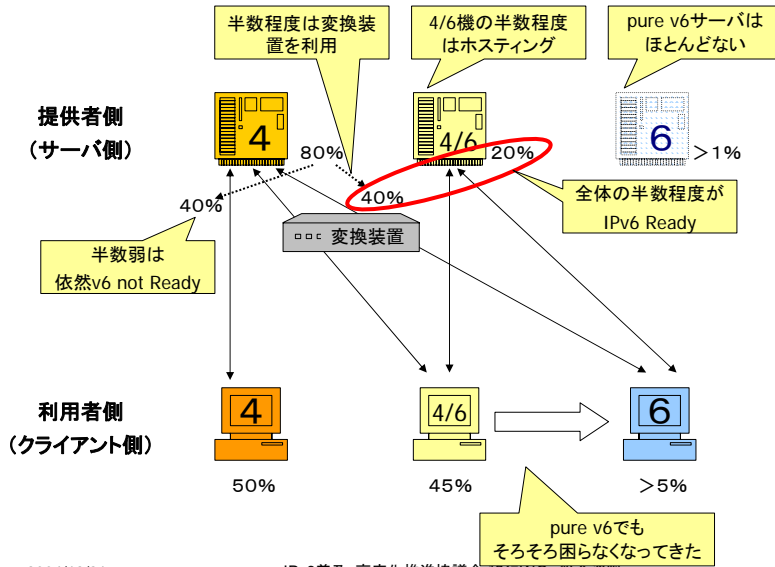 半数程度は変換装
置を利用
4/6機の半数程度
はホスティング
pure v6サーバは
ほとんどない
提供者側
(サーバ側)
4
4/6
6
80%
20%
>1%
40%
40%
変換装置
全体の半数程度が
IPv6 Ready
半数弱は
依然v6 not Ready
利用者側
(クライアント側)
4
4/6
6
50%
45%
>5%
pure v6でも
そろそろ困らなくなってきた